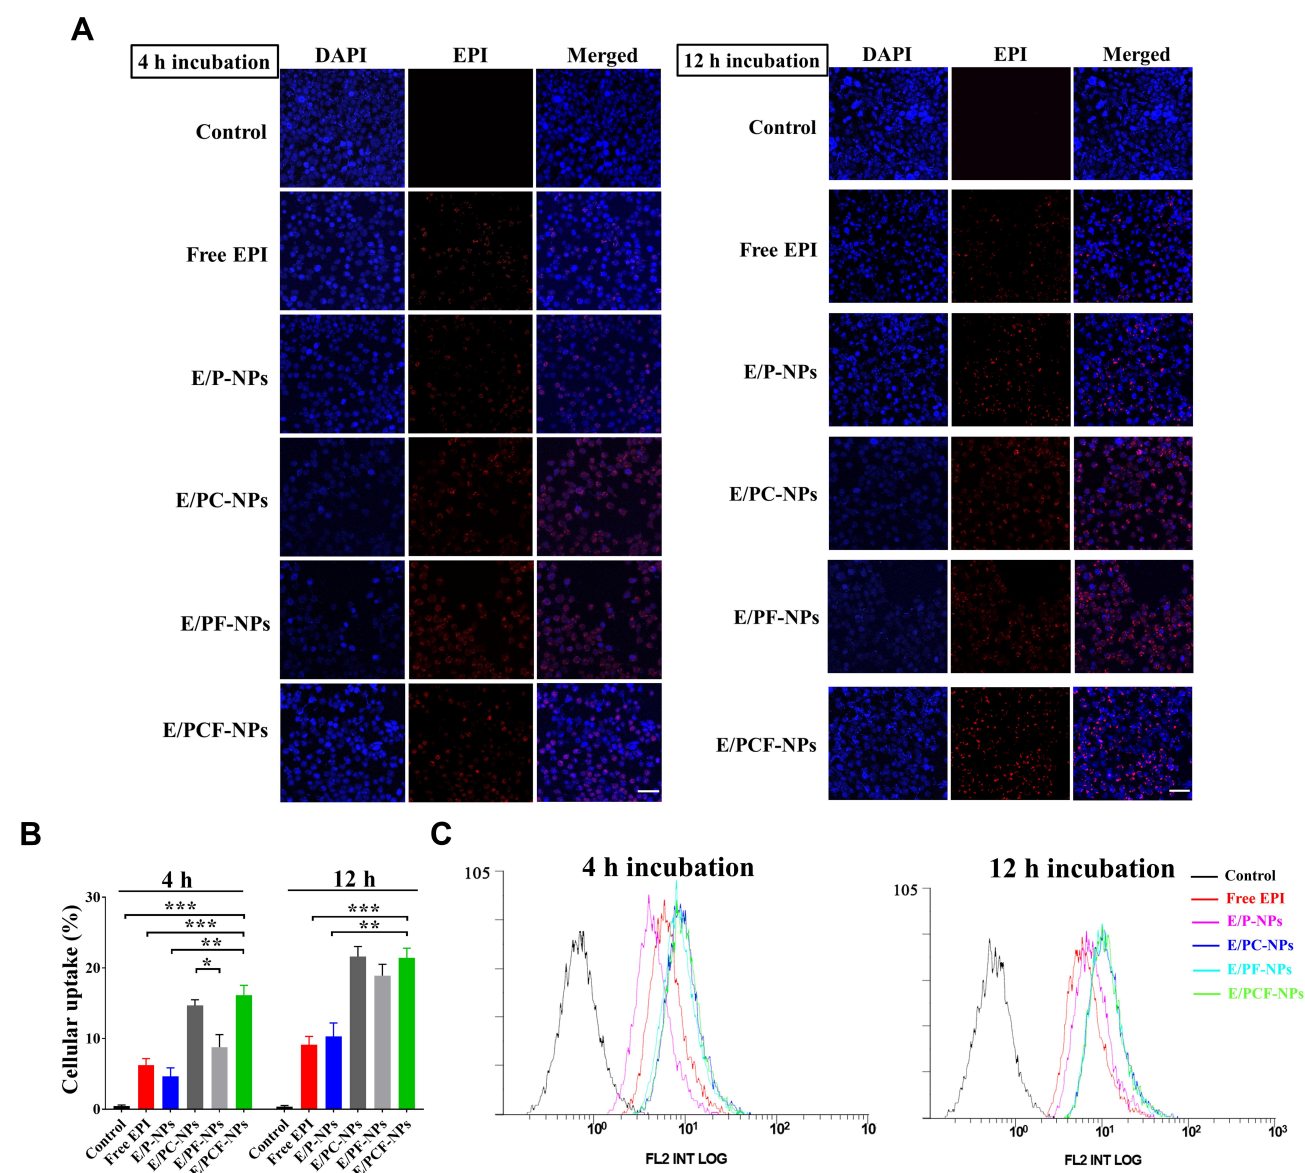 A
4 h incubation DAPI EPI Merged
Control
Free EPI
E/P-NPs
E/PC-NPs
E/PF-NPs
E/PCF-NPs
12 h incubation DAPI EPI Merged
Control
Free EPI
E/P-NPs
E/PC-NPs
E/PF-NPs
E/PCF-NPs
B
4 h 12 h
*** ***
*** **
**
*
Cellular uptake (%)
30
20
10
0
Control Free EPI E/P-NPs E/PC-NPs E/PF-NPs E/PCF-NPs
Control Free EPI E/P-NPs E/PC-NPs E/PF-NPs E/PCF-NPs
C
4 h incubation
105
10⁰ 10¹ 10² 10
FL2 INT LOG
12 h incubation
105
10⁰ 10¹ 10² 10³
FL2 INT LOG
Control
Free EPI
E/P-NPs
E/PC-NPs
E/PF-NPs
E/PCF-NPs